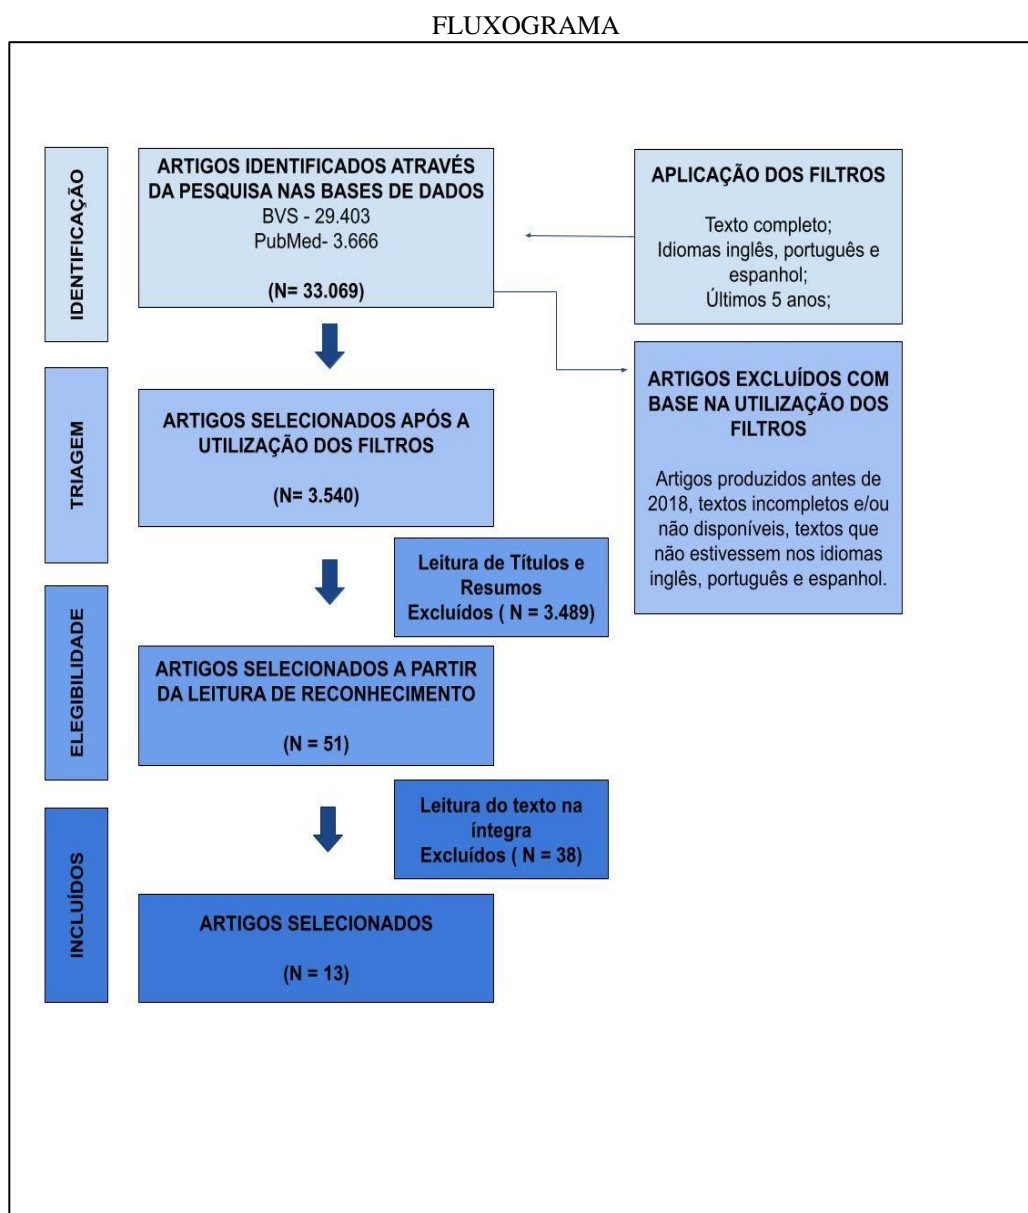 FLUXOGRAMA
IDENTIFICAÇÃO
ARTIGOS IDENTIFICADOS ATRAVÉS
DA PESQUISA NAS BASES DE DADOS
BVS - 29.403
PubMed- 3.666
(N= 33.069)
APLICAÇÃO DOS FILTROS
Texto completo;
Idiomas inglês, português e
espanhol;
Últimos 5 anos;
TRIAGEM
ARTIGOS SELECIONADOS APÓS A
UTILIZAÇÃO DOS FILTROS
(N= 3.540)
ARTIGOS EXCLUÍDOS COM
BASE NA UTILIZAÇÃO DOS
FILTROS
Artigos produzidos antes de
2018, textos incompletos e/ou
não disponíveis, textos que
não estivessem nos idiomas
inglês, português e espanhol.
Leitura de Títulos e
Resumos
Excluídos ( N = 3.489)
ELEGIBILIDADE
ARTIGOS SELECIONADOS A PARTIR
DA LEITURA DE RECONHECIMENTO
(N = 51)
Leitura do texto na
íntegra
Excluídos ( N = 38)
INCLUÍDOS
ARTIGOS SELECIONADOS
(N = 13)